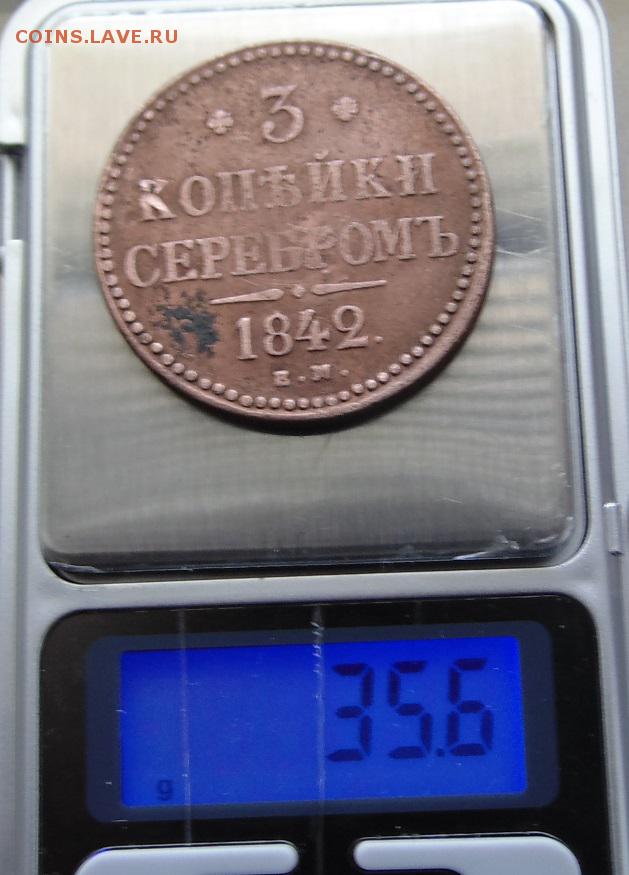 COINS.LAVE.RU
3
КОПѢЙКИ
СЕРЕБРОМЪ
1842.
Е.М.
35.6
g